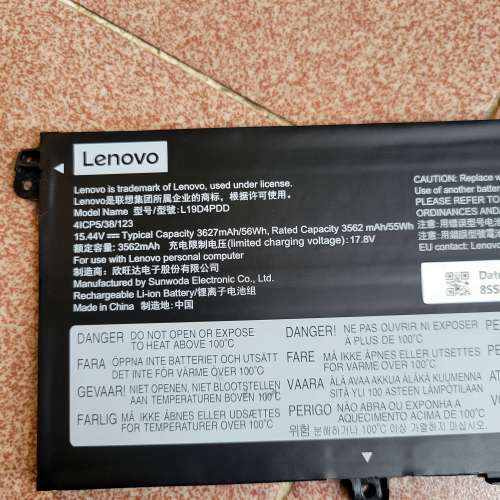 Lenovo
Lenovo is trademark of Lenovo, used under license.
Lenovo是联想集团所属企业的商标，根据许可使用。
Model Name 型号/型號: L19D4PDD
4ICP5/38/123
15.44V⎓ Typical Capacity 3627mAh/56Wh, Rated Capacity 3562 mAh/55Wh
额定容量: 3562mAh 充电限制电压(limited charging voltage): 17.8V
For use with Lenovo personal computer
制造商：欣旺达电子股份有限公司
Manufactured by Sunwoda Electronic Co., Ltd.
Rechargeable Li-ion Battery/锂离子电池组
制造地: 中国
CAUTION: Replace w
Use of another batter
PLEASE REFER TO
ORDINANCES AND
注意：
注意：
EU contact: Lenovo
Date
8SS
DANGER DO NOT OPEN OR EXPOSE
TO HEAT ABOVE 100°C
FARA ÖPPNA INTE BATTERIET OCH UTSÄTT
DET INTE FÖR VÄRME ÖVER 100°C
GEVAAR! NIET OPENEN, NIET BLOOTSTELLEN
AAN TEMPERATUREN BOVEN 100°C
FARLIG MÅ IKKE ÅBNES ELLER UDSÆTTES
FOR TEMPERATURER OVER 100°C
DANGER NE PAS OUVRIR NI EXPOSER
À PLUS DE 100°C
FARE MÅ IKKE ÅPNES ELLER UTSETTES
FOR VARME OVER 100°C
VAARA ÄLÄ AVAA AKKUA ÄLÄKÄ KUUMENNA
SITÄ YLI 100 ASTEEN LÄMPÖTILAAN
PERIGO NÃO ABRA OU EXPONHA A
AQUECIMENTO ACIMA DE 100°C
위험 분해하거나 100°C 이상 가열하지 마십시오